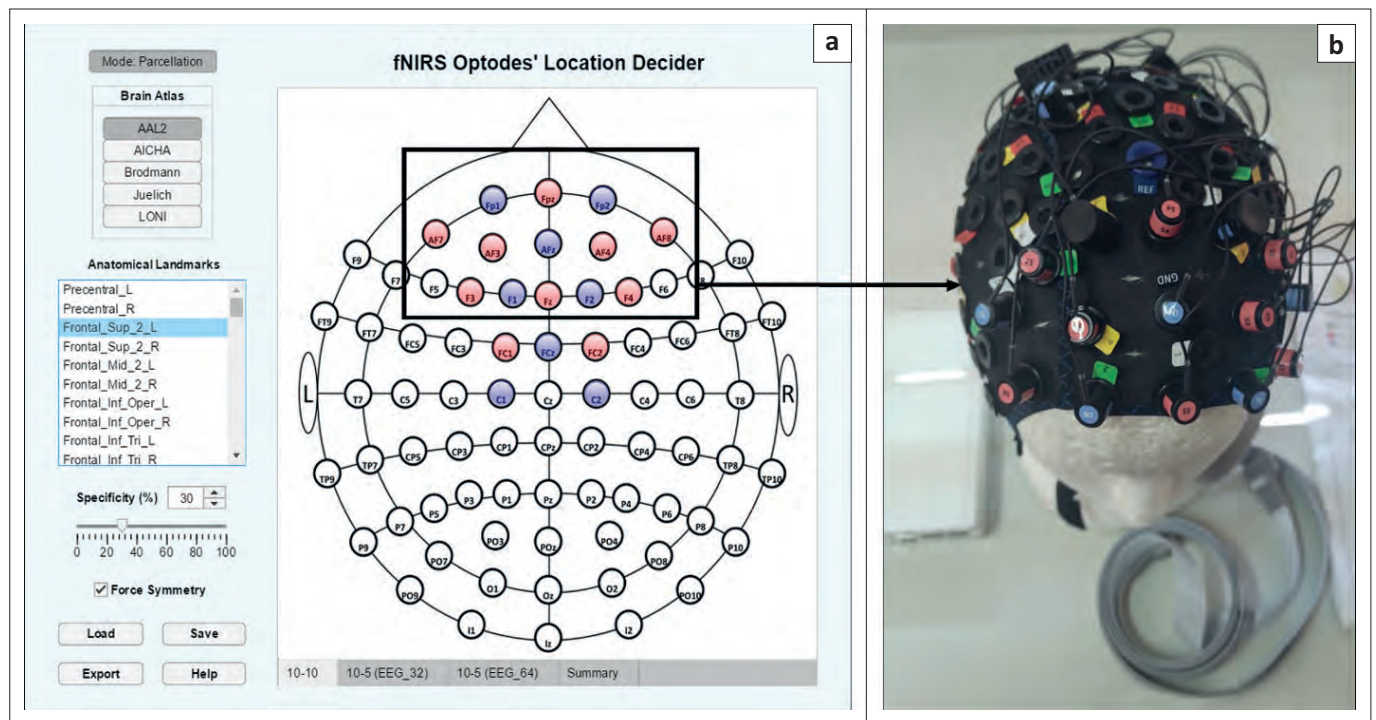 a
b
Mode: Parcellation
fNIRS Optodes' Location Decider
Brain Atlas
AAL2
AICHA
Brodmann
Juelich
LONI
Anatomical Landmarks
Precentral_L
Precentral_R
Frontal_Sup_2_L
Frontal_Sup_2_R
Frontal_Mid_2_L
Frontal_Mid_2_R
Frontal_Inf_Oper_L
Frontal_Inf_Oper_R
Frontal_Inf_Tri_L
Frontal_Inf_Tri_R
Specificity (%) 30
0 20 40 60 80 100
Force Symmetry
Load Save
Export Help
Fp1 Fpz Fp2
AF7 AF3 AFz AF4 AF8
F9 F7 F5 F3 F1 Fz F2 F4 F6 F8 F10
FT9 FT7 FC5 FC3 FC1 FCz FC2 FC4 FC6 FT8 FT10
L T7 C5 C3 C1 Cz C2 C4 C6 T8 R
TP9 TP7 CP5 CP3 CP1 CPz CP2 CP4 CP6 TP8 TP10
P9 P7 P5 P3 P1 Pz P2 P4 P6 P8 P10
PO9 PO7 PO3 POz PO4 PO8 PO10
O1 Oz O2
I1 Iz I2
10-10 10-5 (EEG_32) 10-5 (EEG_64) Summary
REF
GND